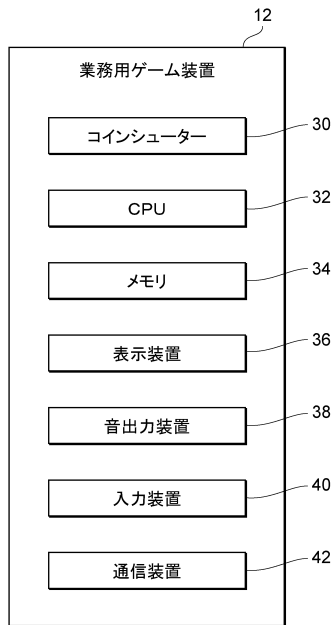 12
業務用ゲーム装置
コインシューター
30
CPU
32
メモリ
34
表示装置
36
音出力装置
38
入力装置
40
通信装置
42